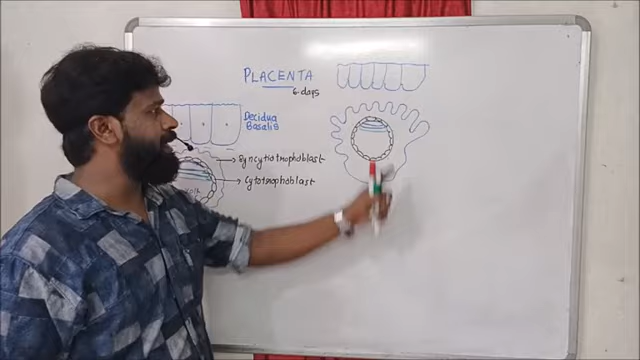 PLACENTA
6-days
Decidua
Basalis
Syncytiotrophoblast
Cytotrophoblast